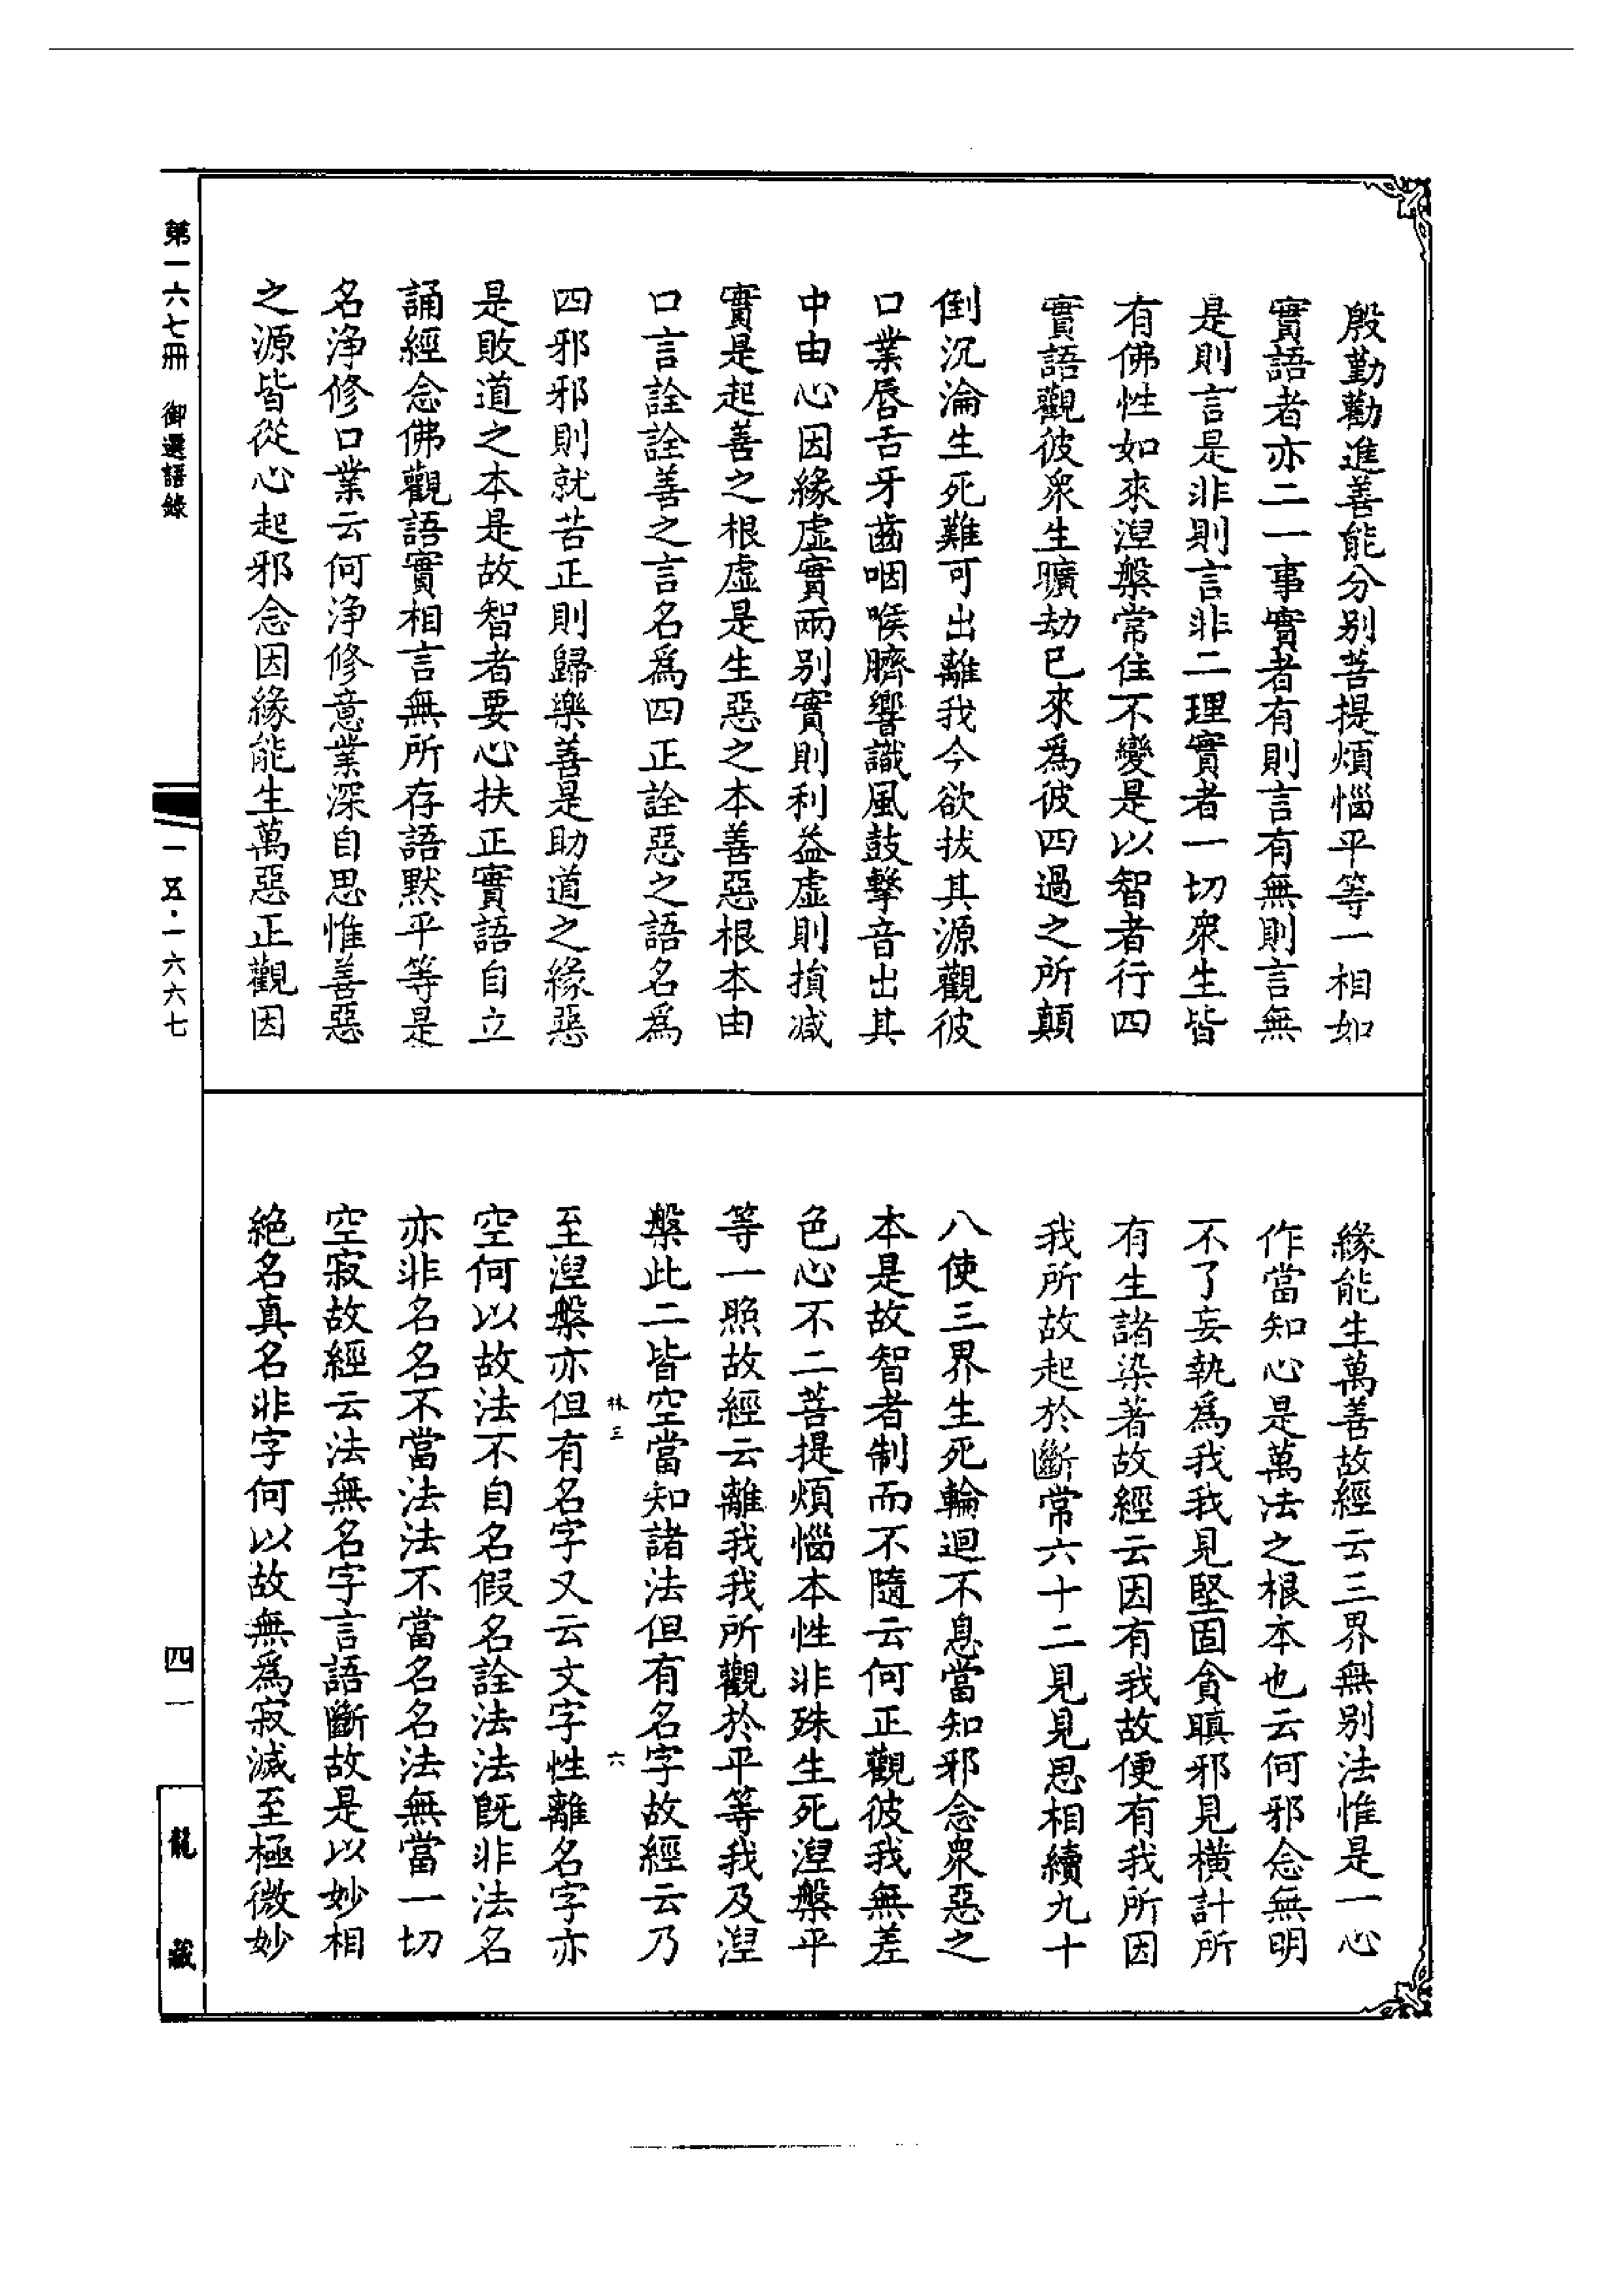 殷勤勸進善能分别菩提煩惱平等一相如
實語者亦二一事實者有則言有無則言無
是則言是非則言非二理實者一切衆生皆
有佛性如來涅槃常住不變是以智者行四
實語觀彼衆生曠劫已來爲彼四過之所顛
倒沉淪生死難可出離我今欲拔其源觀彼
口業唇舌牙齒咽喉臍響識風鼓擊音出其
中由心因緣虛實兩别實則利益虛則損減
實是起善之根虛是生惡之本善惡根本由
口言詮詮善之言名爲四正詮惡之語名爲
四邪邪則就苦正則歸樂善是助道之緣惡
是敗道之本是故智者要心扶正實語自立
誦經念佛觀語實相言無所存語默平等是
名浄修口業云何浄修意業深自思惟善惡
之源皆從心起邪念因緣能生萬惡正觀因
緣能生萬善故經云三界無别法惟是一心
作當知心是萬法之根本也云何邪念無明
不了妄執爲我我見堅固貪瞋邪見橫計所
有生諸染著故經云因有我故便有我所因
我所故起於斷常六十二見見思相續九十
八使三界生死輪迴不息當知邪念衆惡之
本是故智者制而不隨云何正觀彼我無差
色心不二菩提煩惱本性非殊生死涅槃平
等一照故經云離我我所觀於平等我及涅
槃此二皆空當知諸法但有名字故經云乃
林三 六
至涅槃亦但有名字又云文字性離名字亦
空何以故法不自名假名詮法法既非法名
亦非名名不當法法不當名名法無當一切
空寂故經云法無名字言語斷故是以妙相
絶名真名非字何以故無爲寂滅至極微妙
第一六七冊 御選語錄
一五·一六六七
四一
龍藏